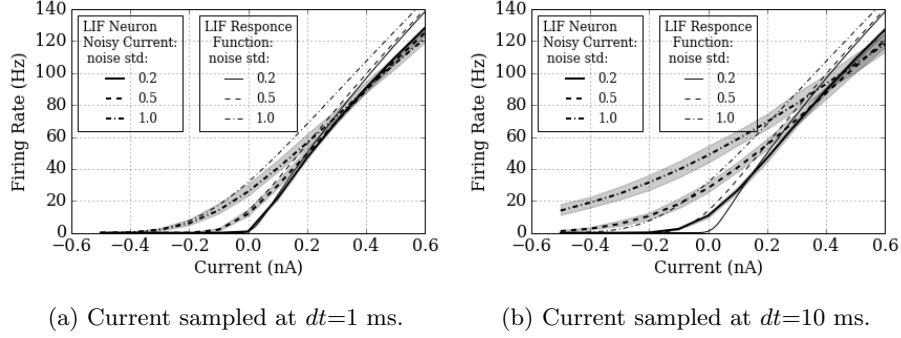 140
120
100
80
60
40
20
0
Firing Rate (Hz)
LIF Neuron
Noisy Current:
noise std:
0.2
0.5
1.0
LIF Responce
Function:
noise std:
0.2
0.5
1.0
−0.6 −0.4 −0.2 0.0 0.2 0.4 0.6
Current (nA)
(a) Current sampled at dt=1 ms.
140
120
100
80
60
40
20
0
Firing Rate (Hz)
LIF Neuron
Noisy Current:
noise std:
0.2
0.5
1.0
LIF Responce
Function:
noise std:
0.2
0.5
1.0
−0.6 −0.4 −0.2 0.0 0.2 0.4 0.6
Current (nA)
(b) Current sampled at dt=10 ms.